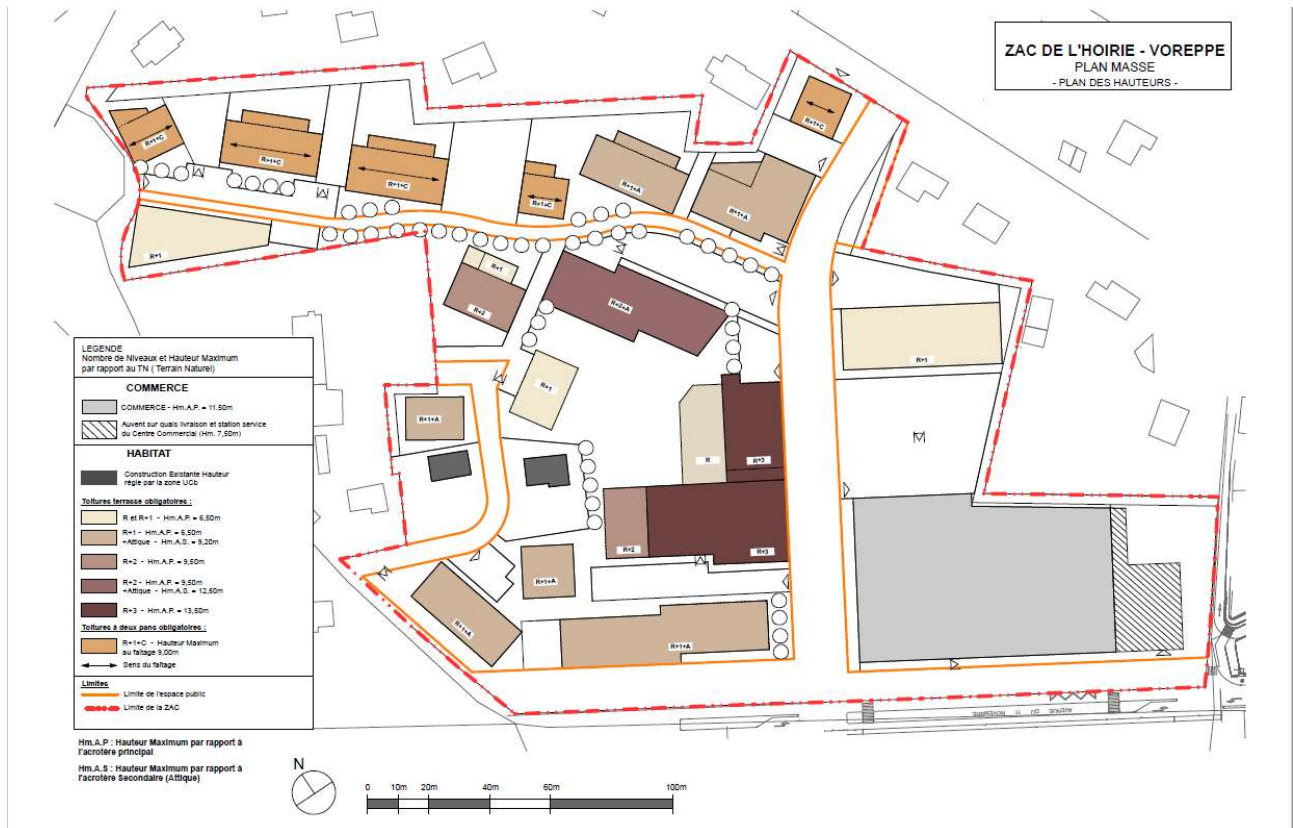 ZAC DE L'HOIRIE - VOREPPE
PLAN MASSE
- PLAN DES HAUTEURS -
R+1+C
R+1+C
R+1+C
R+1+C
R+1+C
R+1+A
R+1+A
R+1
R+1
R+2
R+2+A
R+1
R+1
R+1+A
R
R+3
R+2
R+3
R+1+A
R+1+A
R+1+A
LEGENDE
Nombre de Niveaux et Hauteur Maximum
par rapport au TN ( Terrain Naturel)
COMMERCE
COMMERCE - Hm.A.P. = 11.50m
Auvent sur quais livraison et station service
du Centre Commercial (Hm. 7,50m)
HABITAT
Construction Existante Hauteur
régie par la zone UCb
Toitures terrasse obligatoires :
R et R+1 - Hm.A.P. = 6,50m
R+1 - Hm.A.P. = 6,50m
+Attique - Hm.A.S. = 9,20m
R+2 - Hm.A.P. = 9,50m
R+2 - Hm.A.P. = 9,50m
+Attique - Hm.A.S. = 12,50m
R+3 - Hm.A.P. = 13,50m
Toitures à deux pans obligatoires :
R+1+C - Hauteur Maximum
au faîtage 9,00m
Sens du faîtage
Limites
Limite de l'espace public
Limite de la ZAC
Hm.A.P : Hauteur Maximum par rapport à
l'acrotère principal
Hm.A.S : Hauteur Maximum par rapport à
l'acrotère Secondaire (Attique)
N
0 10m 20m 40m 60m 100m
AVENUE DU 11 NOVEMBRE